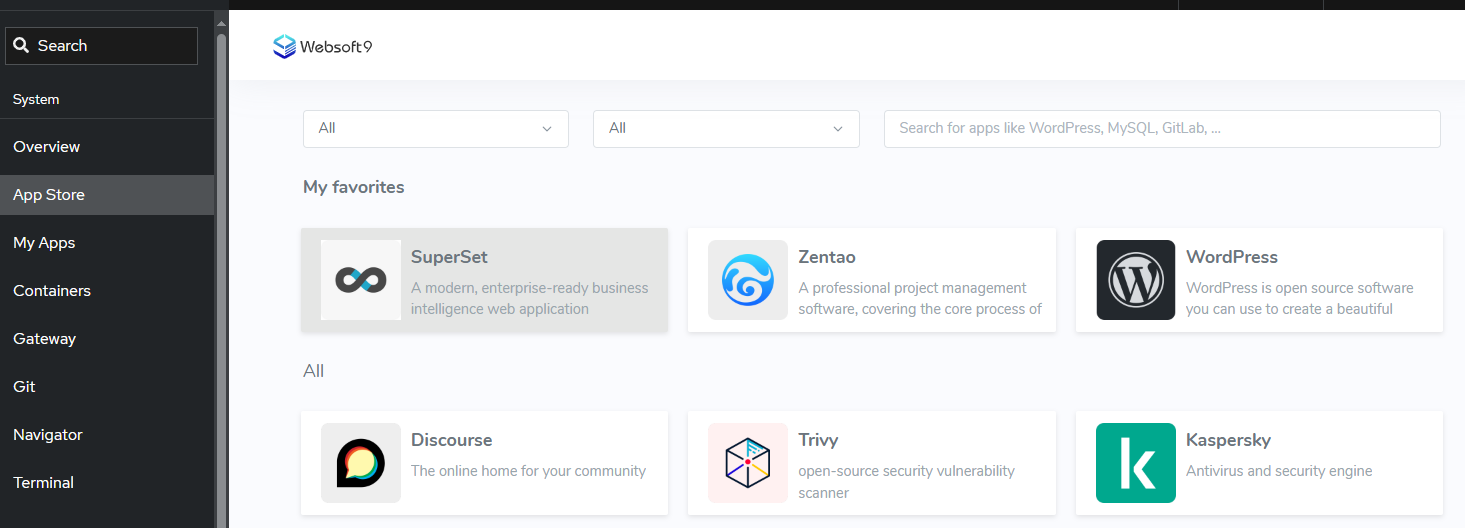 Search
System
Overview
App Store
My Apps
Containers
Gateway
Git
Navigator
Terminal
Websoft9
All
All
Search for apps like WordPress, MySQL, GitLab, ...
My favorites
SuperSet
A modern, enterprise-ready business
intelligence web application
Zentao
A professional project management
software, covering the core process of
WordPress
WordPress is open source software
you can use to create a beautiful
All
Discourse
The online home for your community
Trivy
open-source security vulnerability
scanner
Kaspersky
Antivirus and security engine